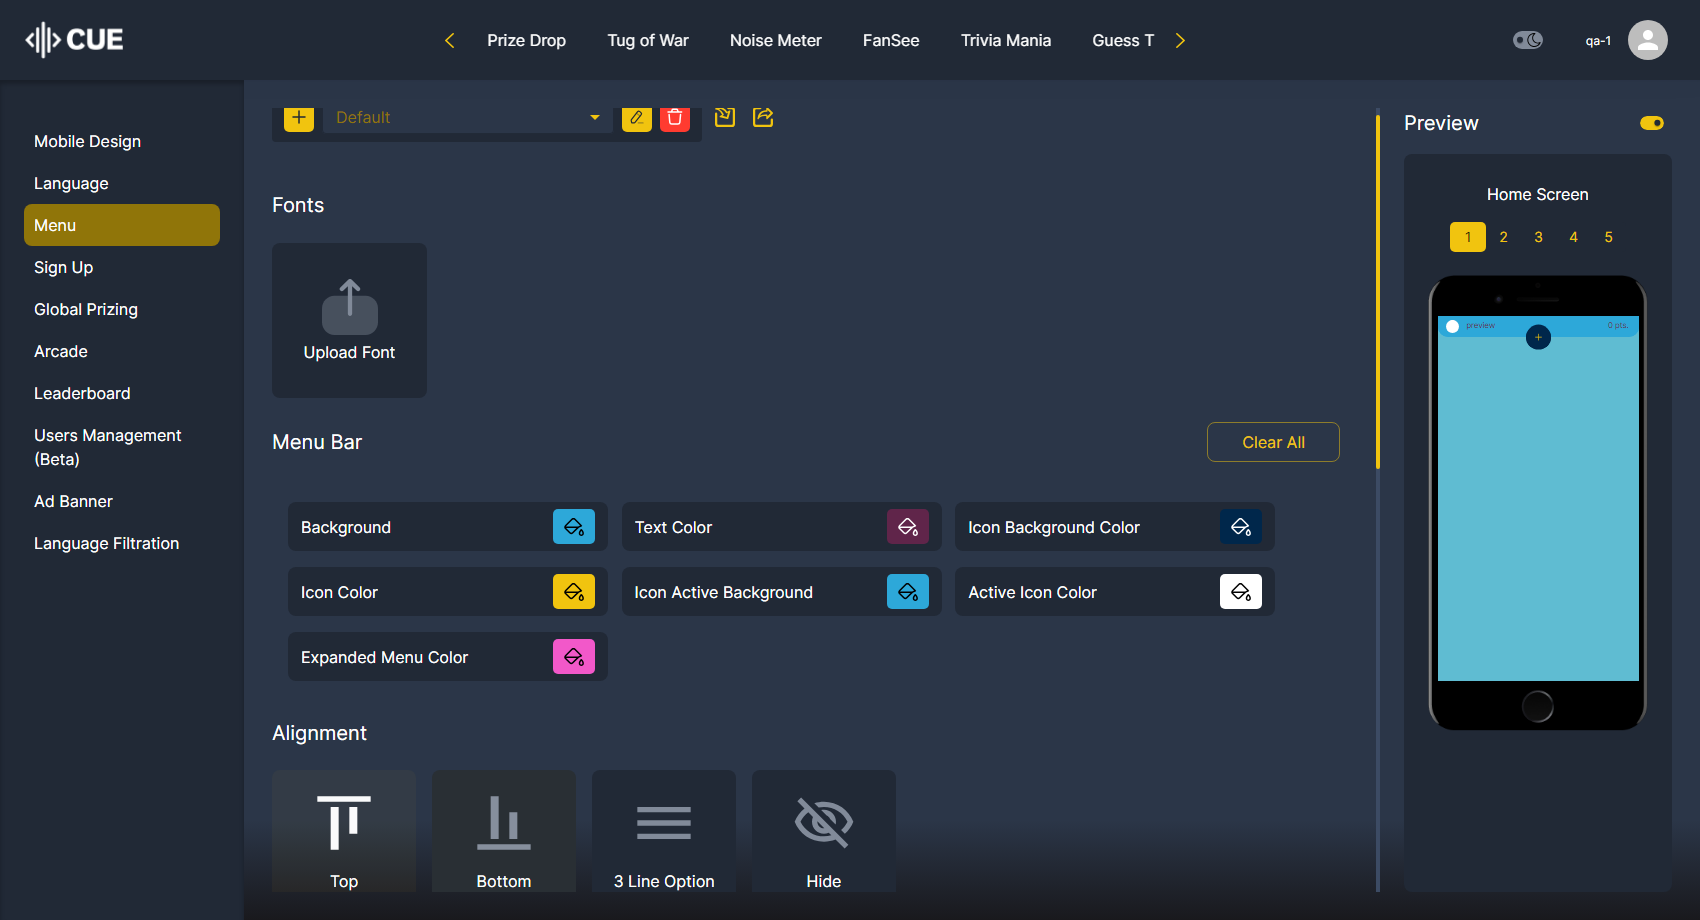 CUE
Prize Drop
Tug of War
Noise Meter
FanSee
Trivia Mania
Guess T
qa-1
Mobile Design
Language
Menu
Sign Up
Global Prizing
Arcade
Leaderboard
Users Management
(Beta)
Ad Banner
Language Filtration
Default
Fonts
Upload Font
Menu Bar
Clear All
Background
Text Color
Icon Background Color
Icon Color
Icon Active Background
Active Icon Color
Expanded Menu Color
Alignment
Top
Bottom
3 Line Option
Hide
Preview
Home Screen
1 2 3 4 5
preview
0 pts.